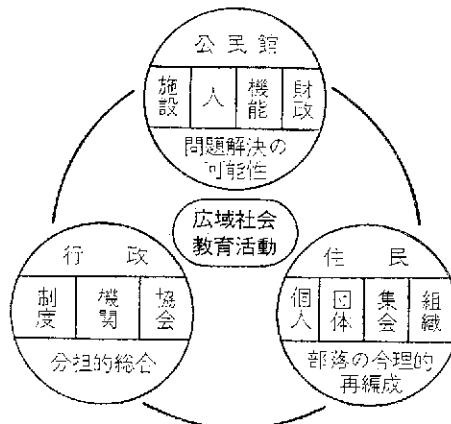 公民館
施設 人 機能 財政
問題解決の
可能性
広域社会
教育活動
行政
制度 機関 協会
分担的総合
住民
個人 団体 集会 組織
部落の合理的
再編成